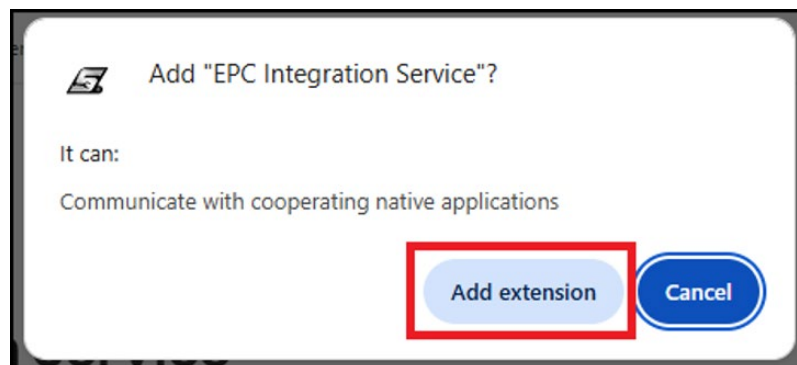 Add "EPC Integration Service"?
It can:
Communicate with cooperating native applications
Add extension
Cancel